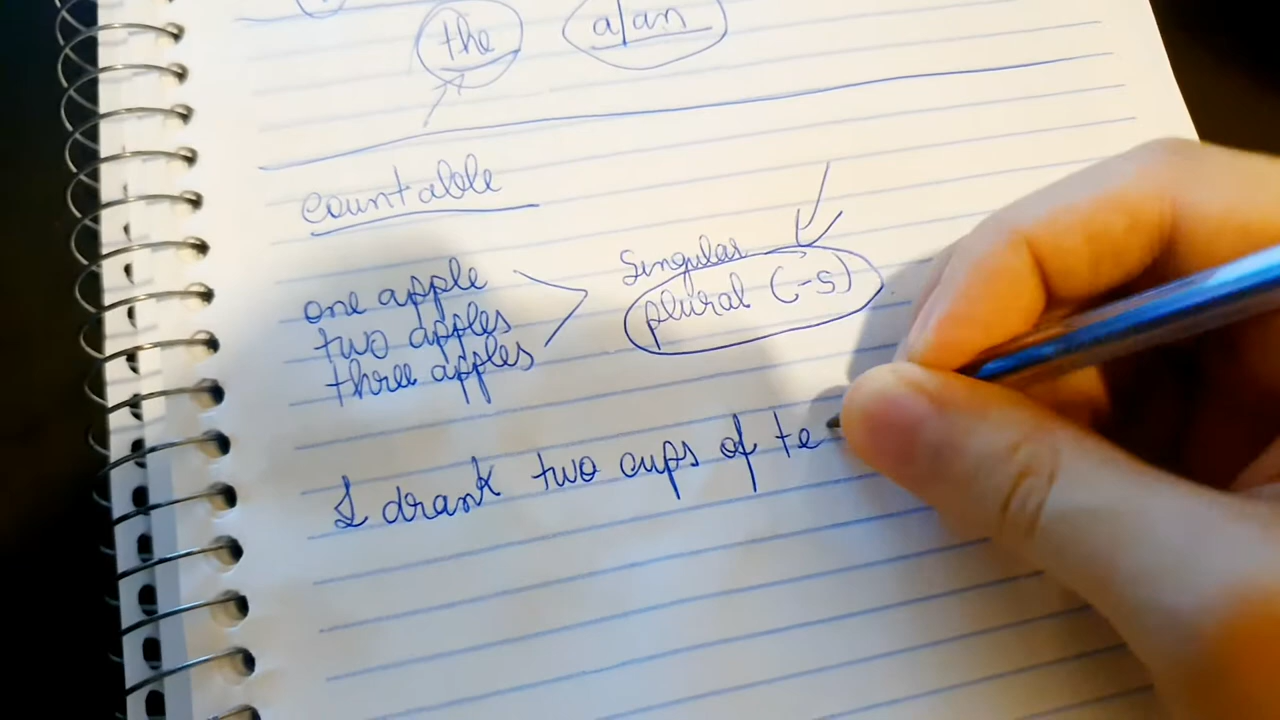 the a/an
countable
one apple
two apples
three apples
Singular
plural (-s)
I drank two cups of te